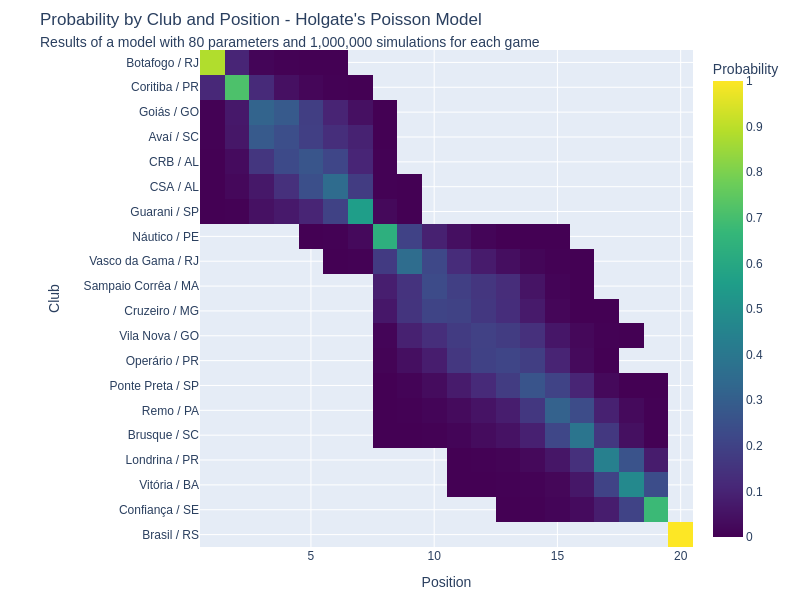 Probability by Club and Position - Holgate's Poisson Model
Results of a model with 80 parameters and 1,000,000 simulations for each game
Probability
Botafogo / RJ
Coritiba / PR
Goiás / GO
Avaí / SC
CRB / AL
CSA / AL
Guarani / SP
Náutico / PE
Vasco da Gama / RJ
Sampaio Corrêa / MA
Cruzeiro / MG
Vila Nova / GO
Operário / PR
Ponte Preta / SP
Remo / PA
Brusque / SC
Londrina / PR
Vitória / BA
Confiança / SE
Brasil / RS
Club
5
10
15
20
Position
1
0.9
0.8
0.7
0.6
0.5
0.4
0.3
0.2
0.1
0